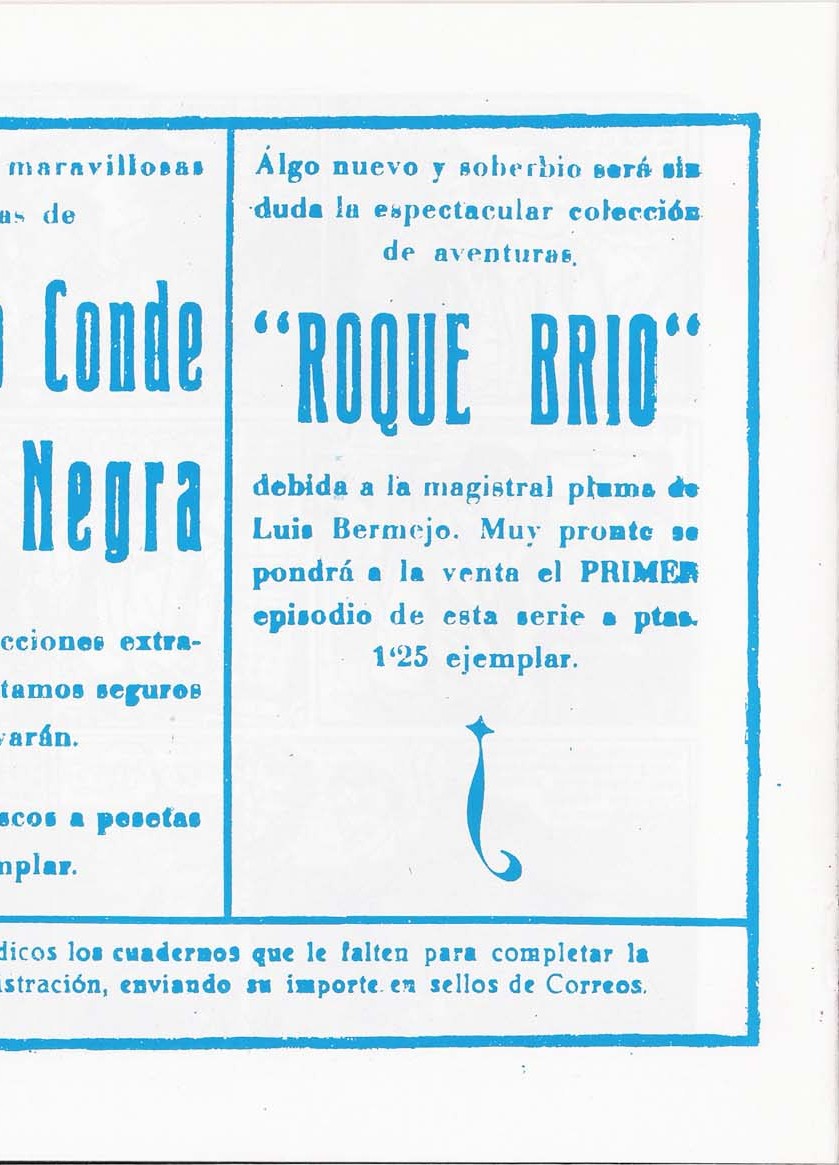 maravillosas
as de
Conde
Negra
cciones extra-
tamos seguros
varán.
scos a pesetas
mplar.
Álgo nuevo y soberbio será sin
duda la espectacular colección
de aventuras.
“ROQUE BRIO“
debida a la magistral pluma de
Luis Bermejo. Muy pronto se
pondrá a la venta el PRIMER
episodio de esta serie a ptas.
1‘25 ejemplar.
dicos los cuadernos que le falten para completar la
istración, enviando su importe en sellos de Correos.